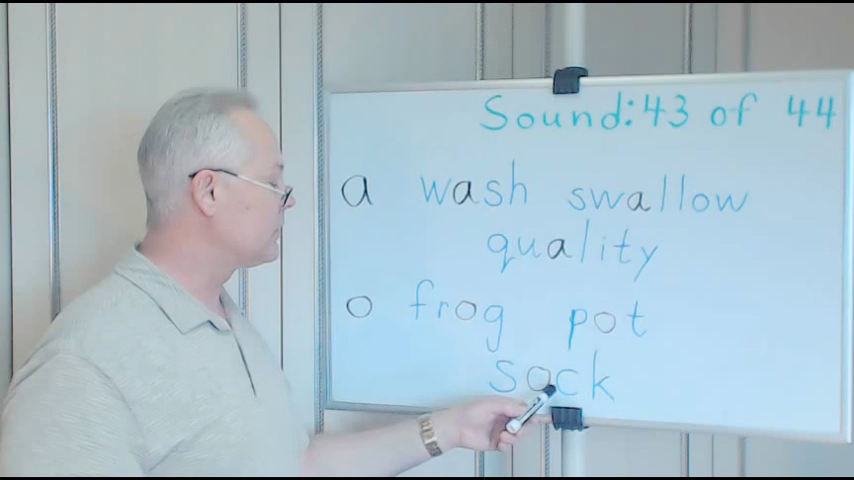 Sound: 43 of 44
a wash swallow
quality
o frog pot
sock